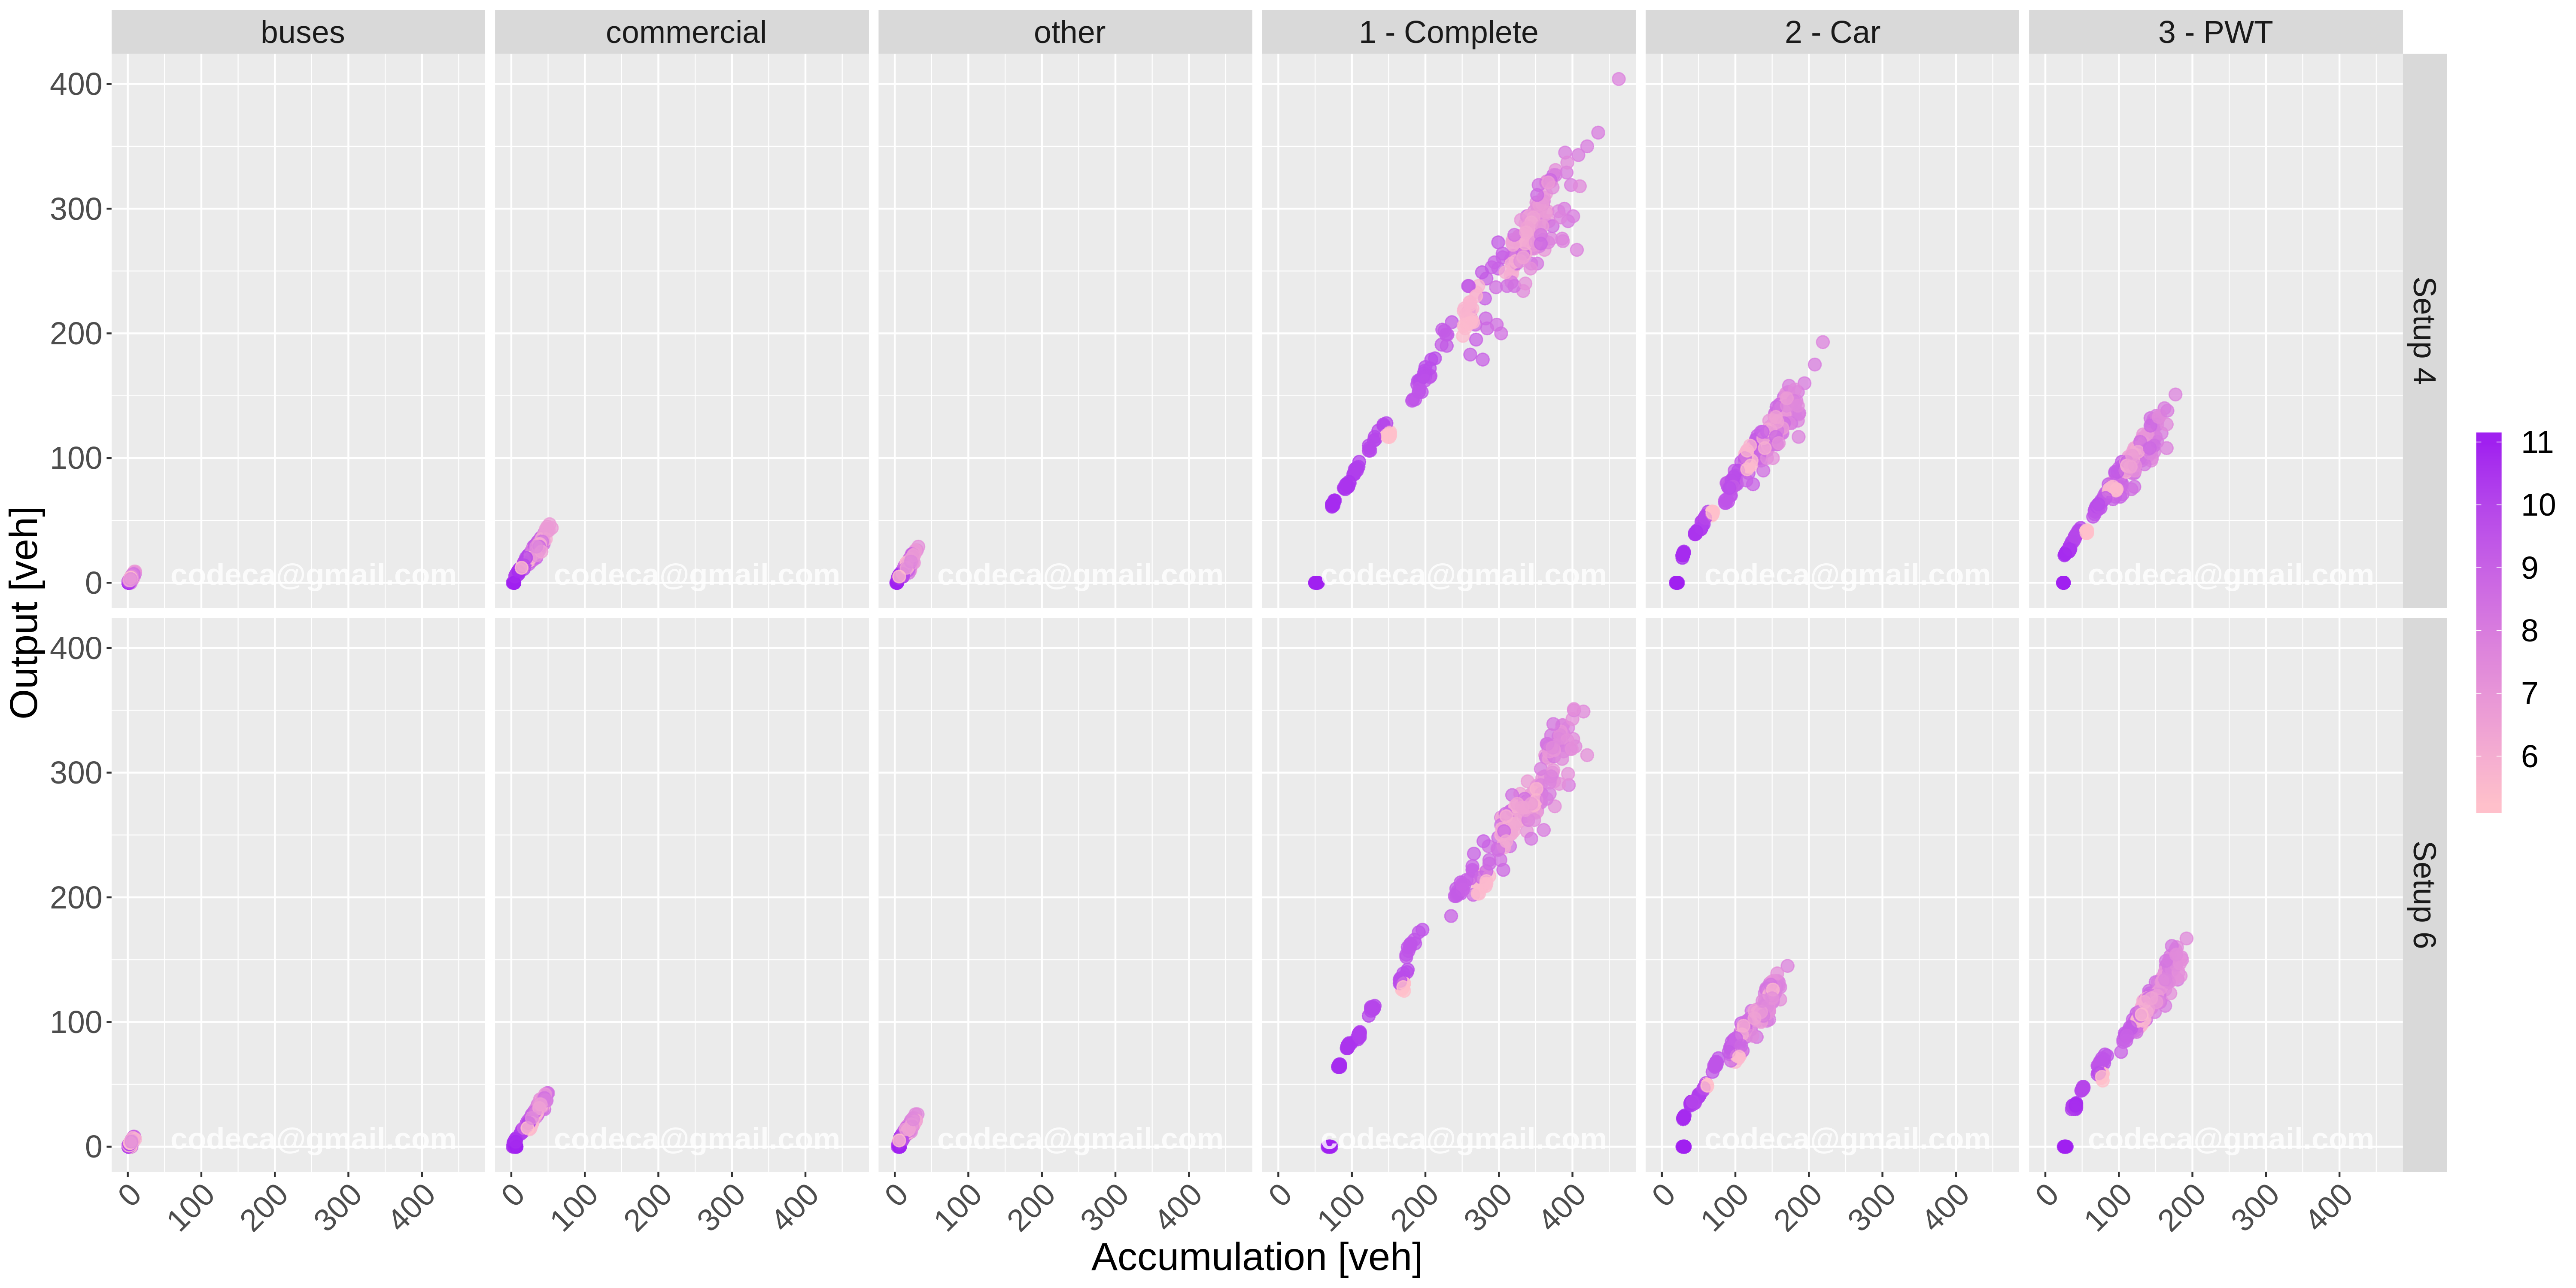 buses commercial other 1 - Complete 2 - Car 3 - PWT
400
300
200
100
0
codeca@gmail.com codeca@gmail.com codeca@gmail.com codeca@gmail.com codeca@gmail.com codeca@gmail.com
Setup 4
Output [veh]
11
10
9
8
7
6
400
300
200
100
0
codeca@gmail.com codeca@gmail.com codeca@gmail.com codeca@gmail.com codeca@gmail.com codeca@gmail.com
Setup 6
0 100 200 300 400 0 100 200 300 400 0 100 200 300 400 0 100 200 300 400 0 100 200 300 400 0 100 200 300 400
Accumulation [veh]